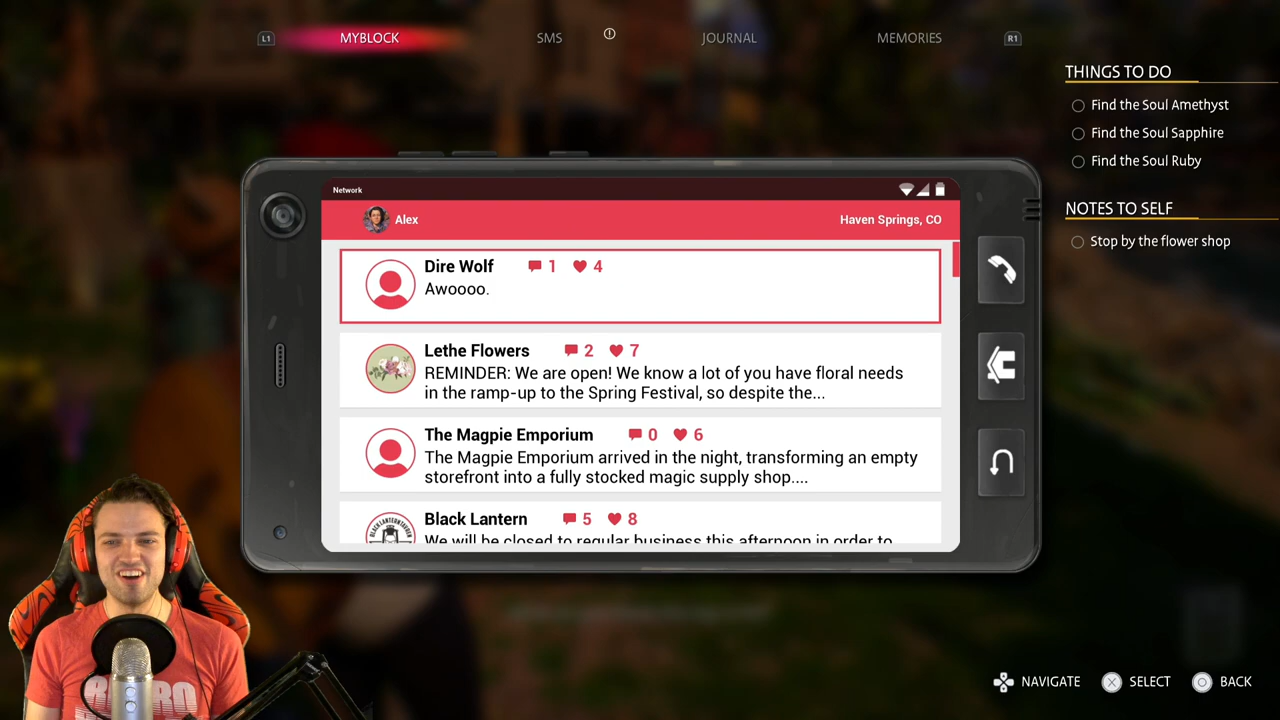 L1
MYBLOCK
SMS
JOURNAL
MEMORIES
R1
THINGS TO DO
Find the Soul Amethyst
Find the Soul Sapphire
Find the Soul Ruby
NOTES TO SELF
Stop by the flower shop
Network
Alex
Haven Springs, CO
Dire Wolf 1 4
Awoooo.
Lethe Flowers 2 7
REMINDER: We are open! We know a lot of you have floral needs
in the ramp-up to the Spring Festival, so despite the...
The Magpie Emporium 0 6
The Magpie Emporium arrived in the night, transforming an empty
storefront into a fully stocked magic supply shop....
Black Lantern 5 8
We will be closed to regular business this afternoon in order to
NAVIGATE
SELECT
BACK